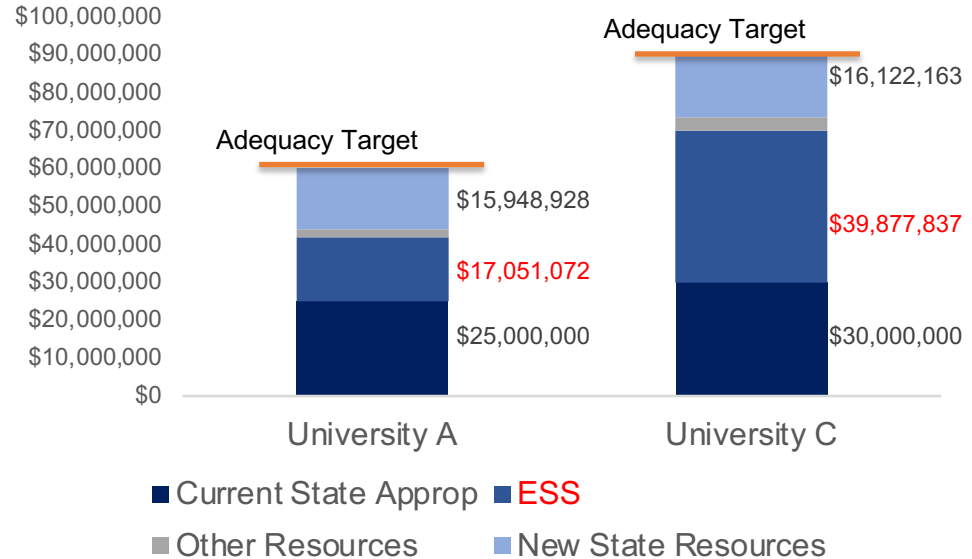 $100,000,000
$90,000,000
$80,000,000
$70,000,000
$60,000,000
$50,000,000
$40,000,000
$30,000,000
$20,000,000
$10,000,000
$0
Adequacy Target
$15,948,928
$17,051,072
$25,000,000
Adequacy Target
$16,122,163
$39,877,837
$30,000,000
University A
University C
Current State Approp
ESS
Other Resources
New State Resources